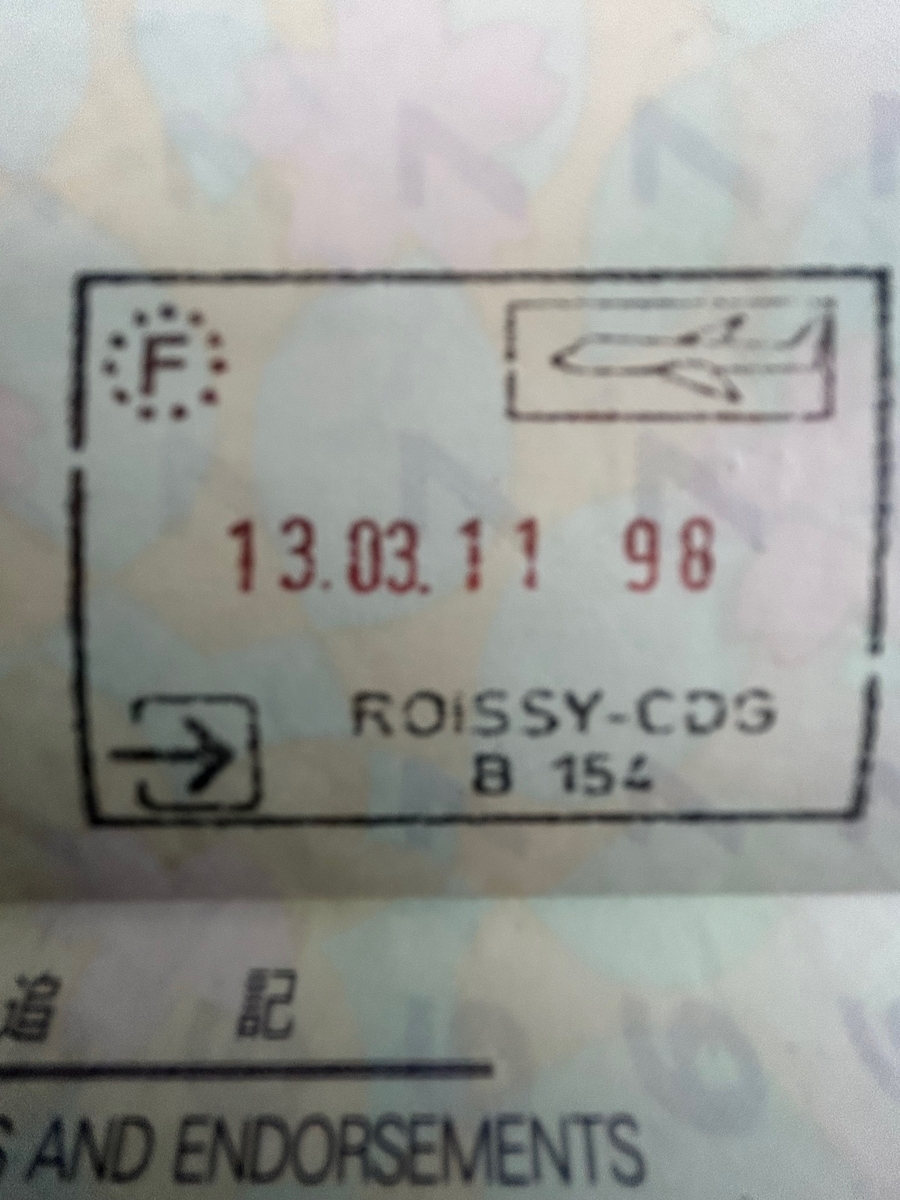 F
13.03.11 98
ROISSY-CDG
B 154
追 記
AND ENDORSEMENTS